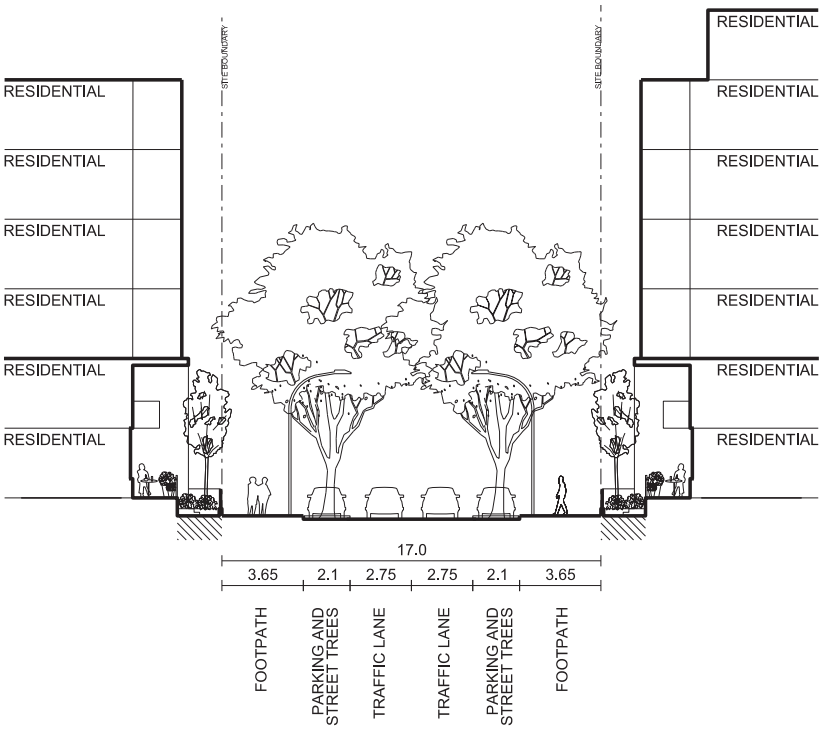 SITE BOUNDARY
SITE BOUNDARY
RESIDENTIAL
RESIDENTIAL
RESIDENTIAL
RESIDENTIAL
RESIDENTIAL
RESIDENTIAL
RESIDENTIAL
RESIDENTIAL
RESIDENTIAL
RESIDENTIAL
RESIDENTIAL
RESIDENTIAL
RESIDENTIAL
17.0
3.65 2.1 2.75 2.75 2.1 3.65
FOOTPATH
PARKING AND
STREET TREES
TRAFFIC LANE
TRAFFIC LANE
PARKING AND
STREET TREES
FOOTPATH